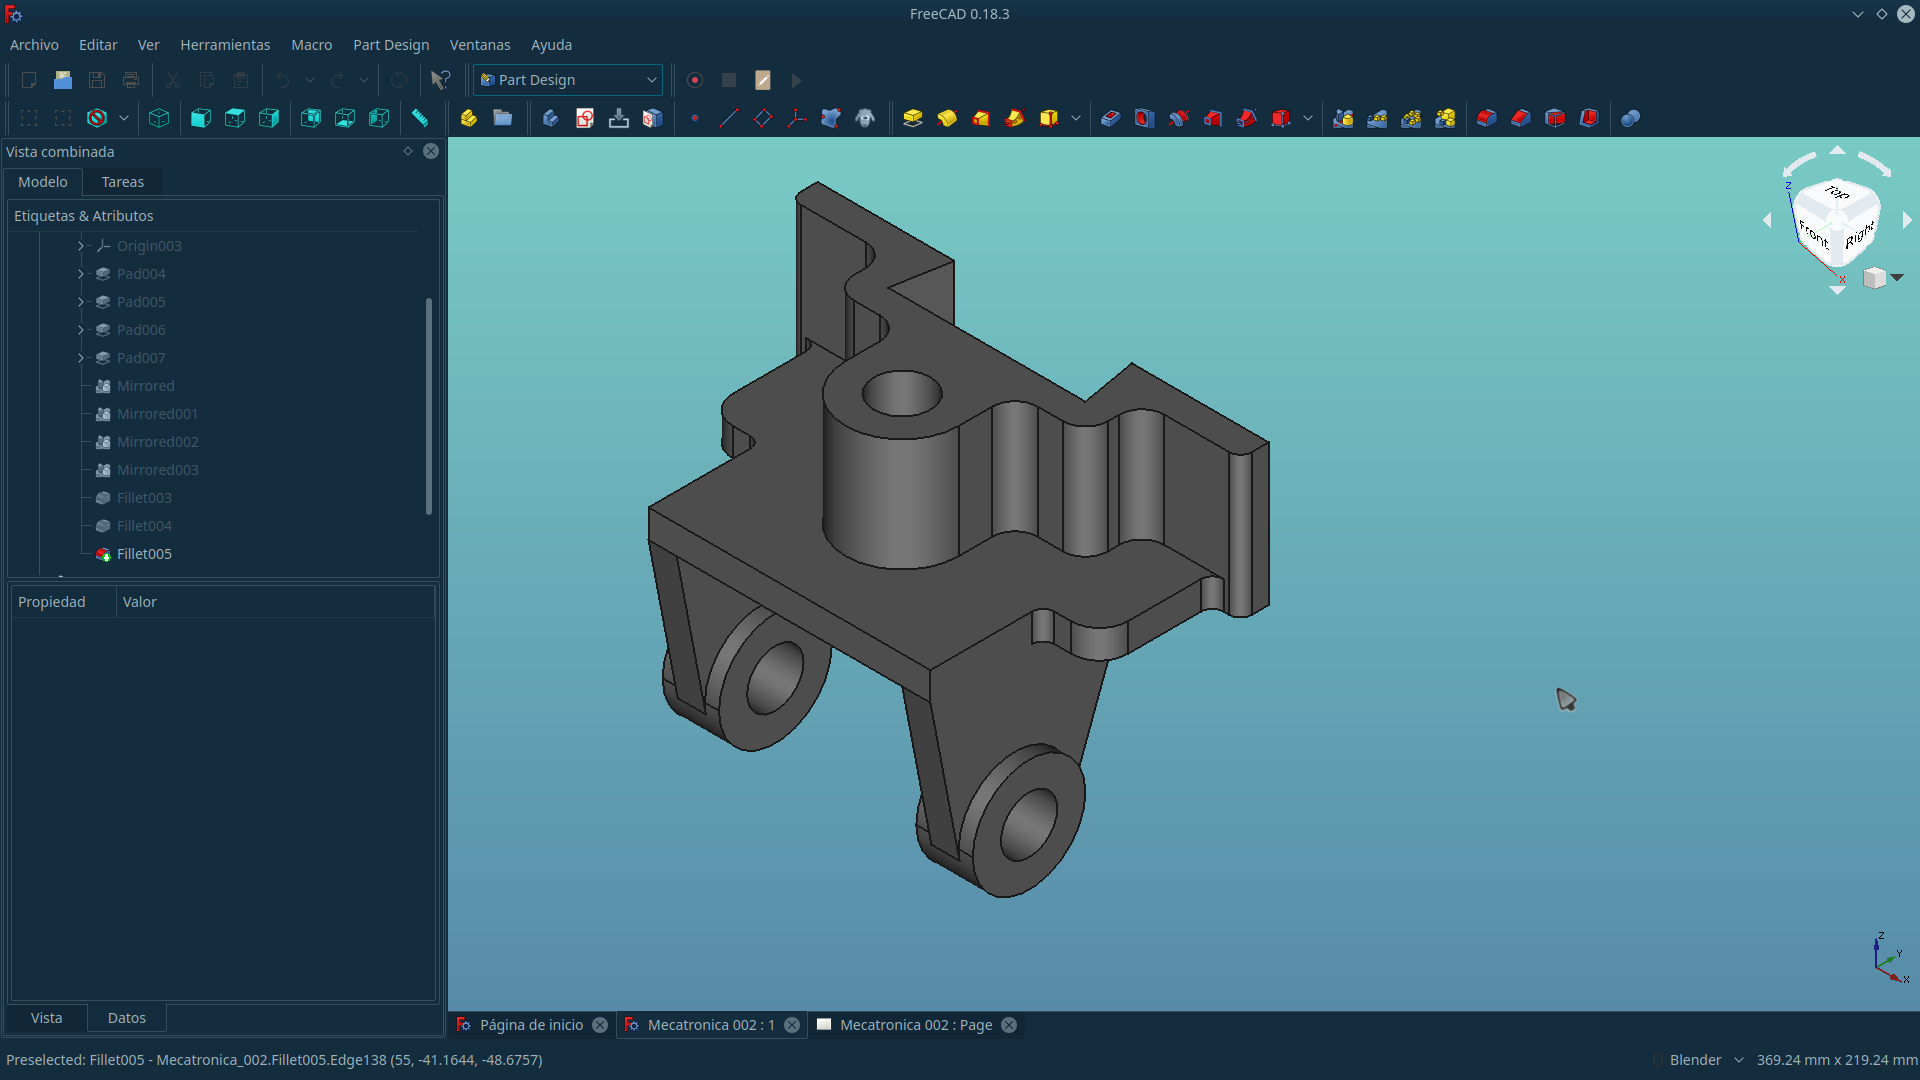 FreeCAD 0.18.3
Archivo Editar Ver Herramientas Macro Part Design Ventanas Ayuda
Part Design
Vista combinada
Modelo Tareas
Etiquetas & Atributos
Origin003
Pad004
Pad005
Pad006
Pad007
Mirrored
Mirrored001
Mirrored002
Mirrored003
Fillet003
Fillet004
Fillet005
Propiedad Valor
Vista Datos
Top
Front
Right
Z
X
Z
Y
X
Página de inicio Mecatronica 002 : 1 Mecatronica 002 : Page
Preselected: Fillet005 - Mecatronica_002.Fillet005.Edge138 (55, -41.1644, -48.6757)
Blender 369.24 mm x 219.24 mm